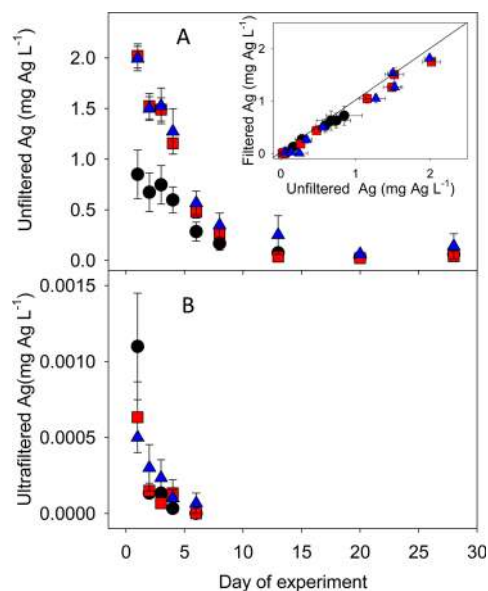 A
2.0
1.5
1.0
0.5
0.0
Unfiltered Ag (mg Ag L⁻¹)
2
1
0
Filtered Ag (mg Ag L⁻¹)
0 1 2
Unfiltered Ag (mg Ag L⁻¹)
B
0.0015
0.0010
0.0005
0.0000
Ultrafiltered Ag(mg Ag L⁻¹)
0 5 10 15 20 25 30
Day of experiment